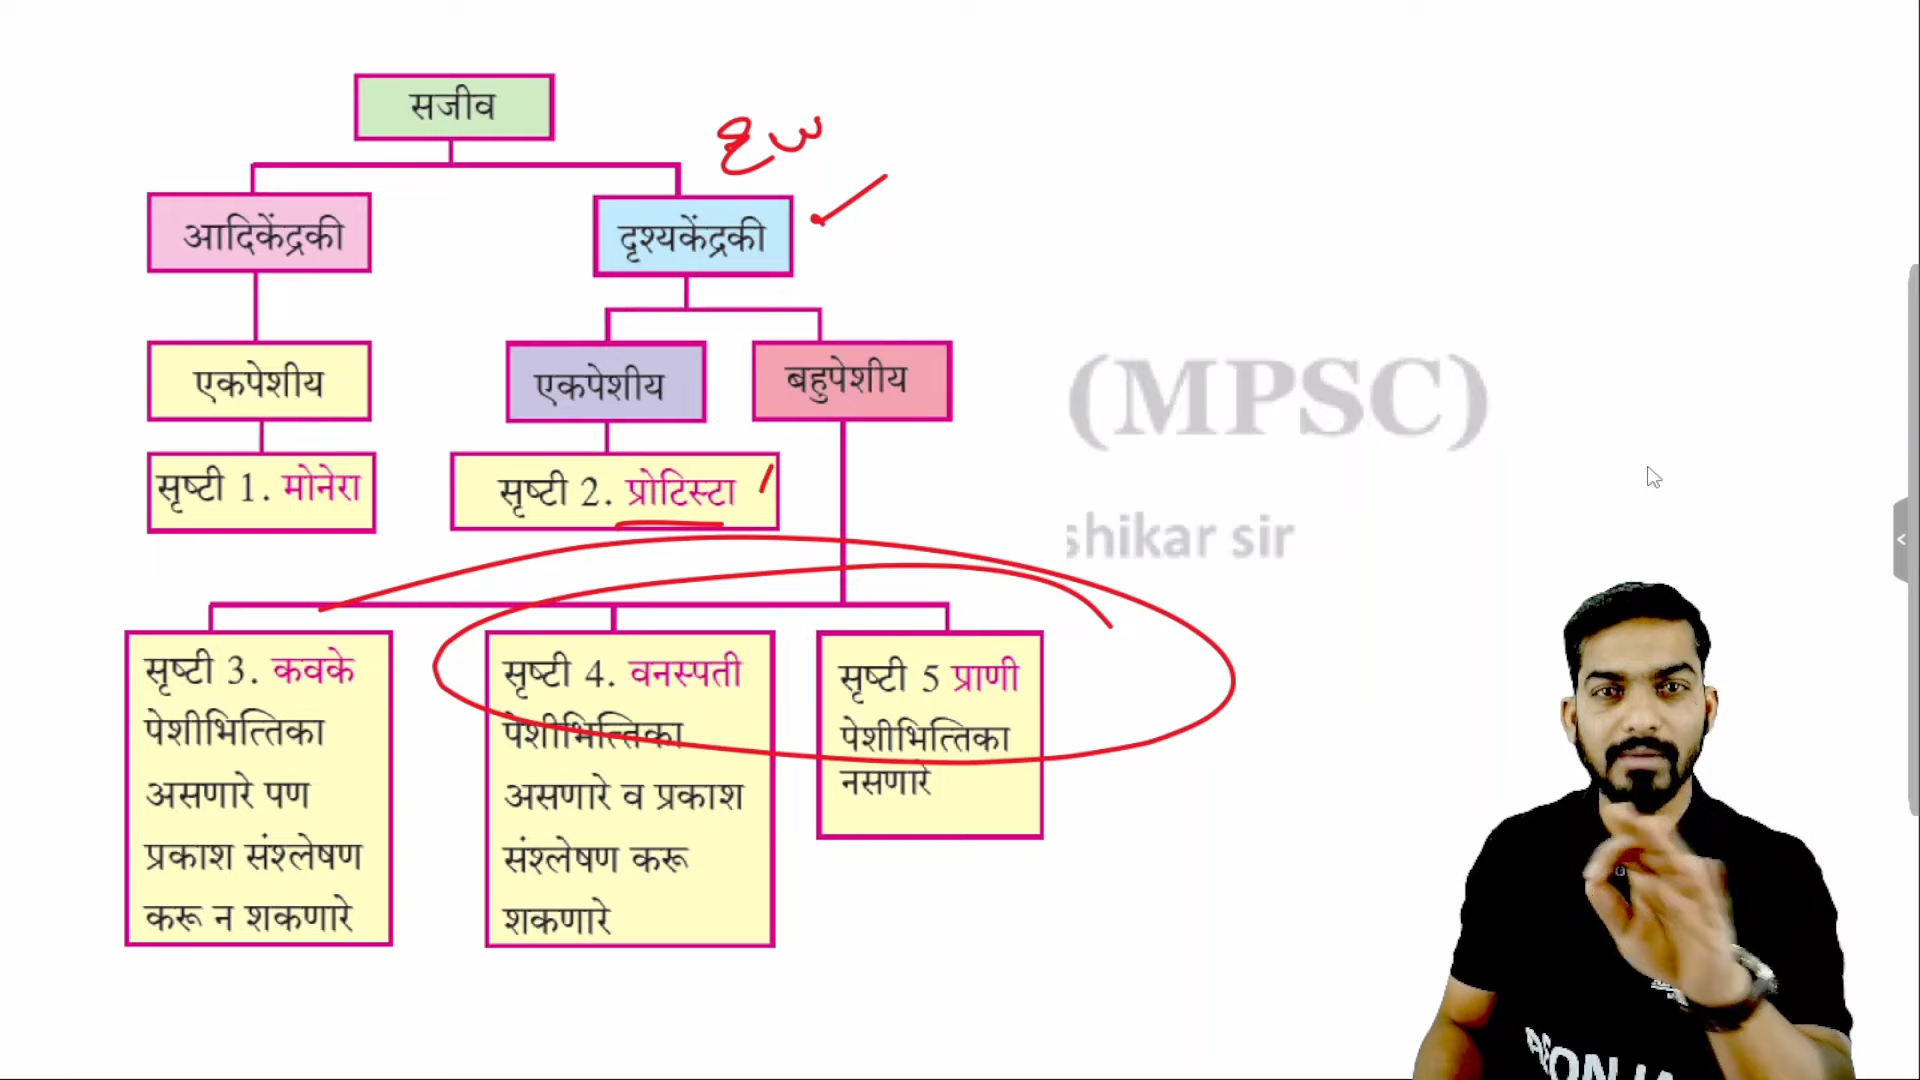 सजीव
आदिकेंद्रकी
दृश्यकेंद्रकी
एकपेशीय
एकपेशीय
बहुपेशीय
सृष्टी 1. मोनेरा
सृष्टी 2. प्रोटिस्टा
सृष्टी 3. कवके
पेशीभित्तिका
असणारे पण
प्रकाश संश्लेषण
करू न शकणारे
सृष्टी 4. वनस्पती
पेशीभित्तिका
असणारे व प्रकाश
संश्लेषण करू
शकणारे
सृष्टी 5 प्राणी
पेशीभित्तिका
नसणारे
(MPSC)
shikar sir